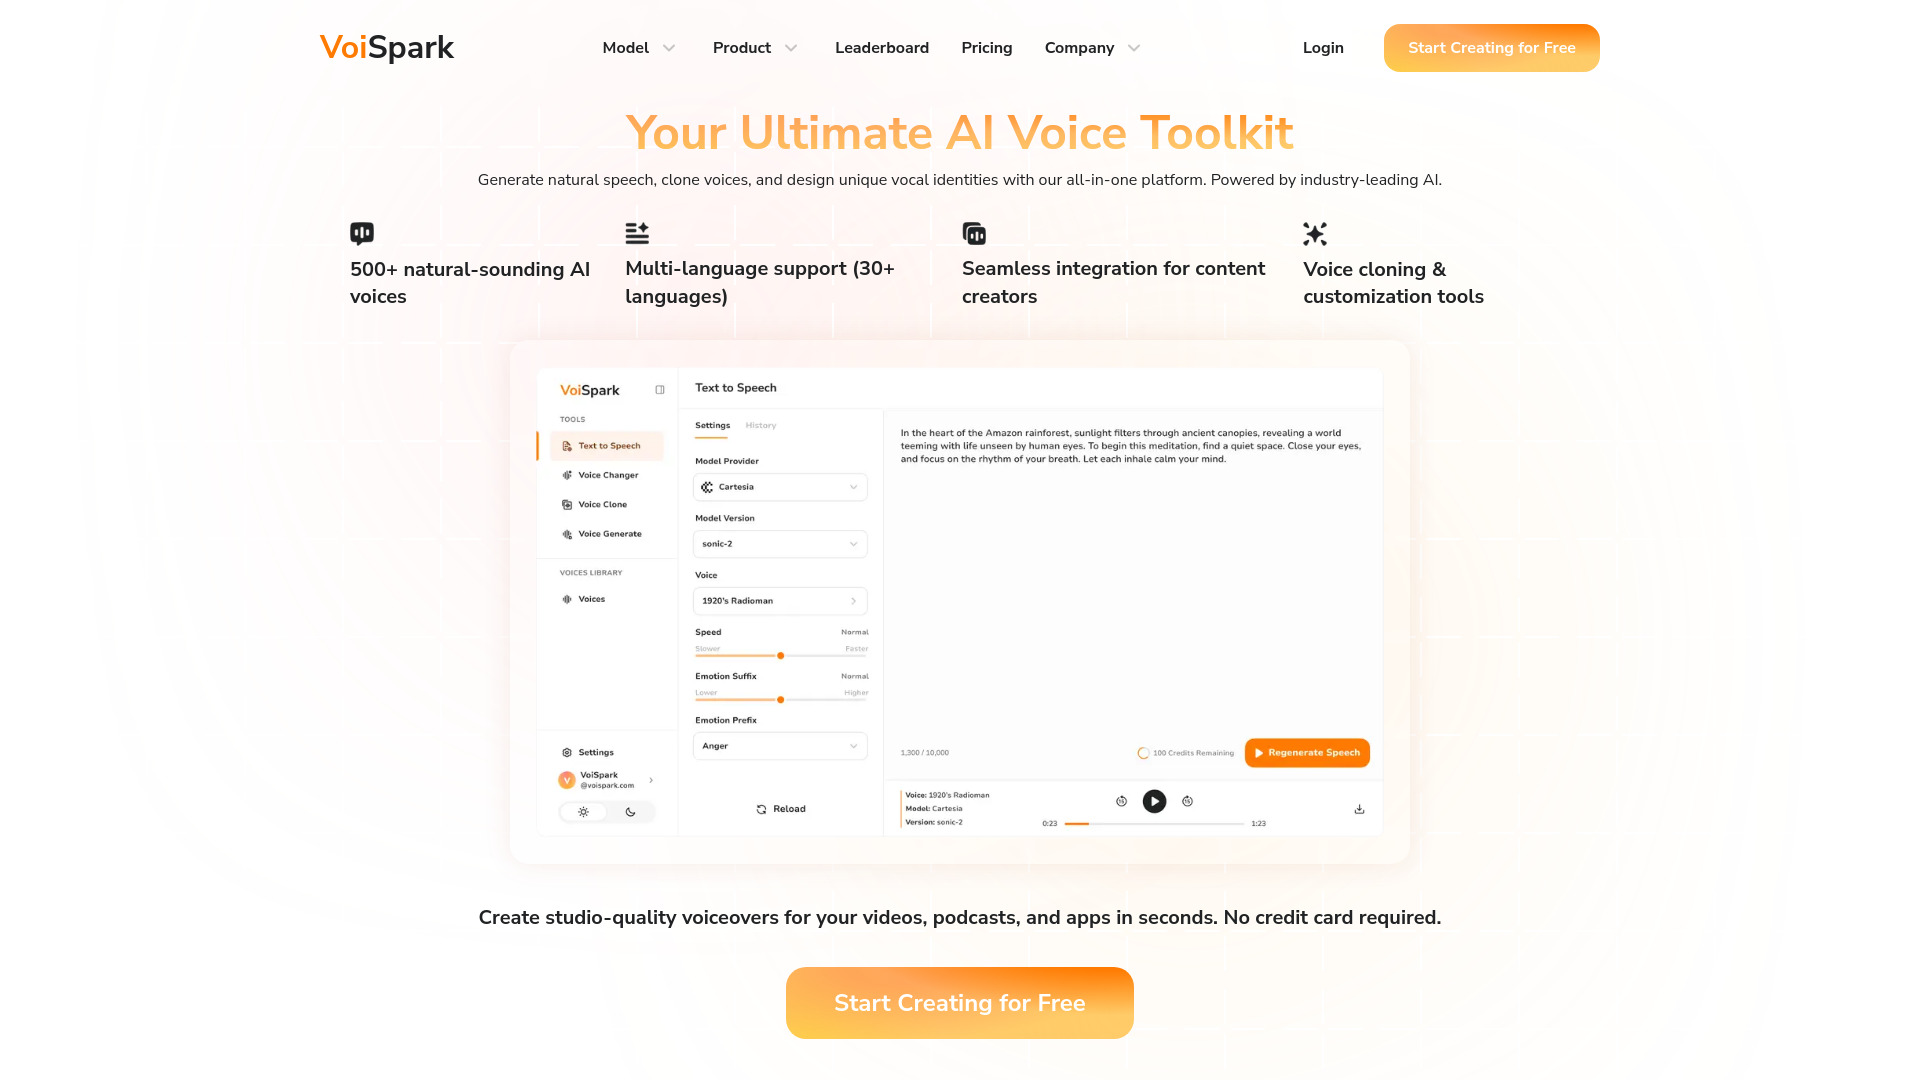 VoiSpark
Model
Product
Leaderboard
Pricing
Company
Login
Start Creating for Free
Your Ultimate AI Voice Toolkit
Generate natural speech, clone voices, and design unique vocal identities with our all-in-one platform. Powered by industry-leading AI.
500+ natural-sounding AI
voices
Multi-language support (30+
languages)
Seamless integration for content
creators
Voice cloning &
customization tools
VoiSpark
TOOLS
Text to Speech
Voice Changer
Voice Clone
Voice Generate
VOICES LIBRARY
Voices
Settings
V
VoiSpark
@voispark.com
Text to Speech
Settings
History
Model Provider
Cartesia
Model Version
sonic-2
Voice
1920's Radioman
Speed
Normal
Slower
Faster
Emotion Suffix
Normal
Lower
Higher
Emotion Prefix
Anger
Reload
In the heart of the Amazon rainforest, sunlight filters through ancient canopies, revealing a world
teeming with life unseen by human eyes. To begin this meditation, find a quiet space. Close your eyes,
and focus on the rhythm of your breath. Let each inhale calm your mind.
1,300 / 10,000
100 Credits Remaining
Regenerate Speech
Voice: 1920's Radioman
Model: Cartesia
Version: sonic-2
0:23
1:23
Create studio-quality voiceovers for your videos, podcasts, and apps in seconds. No credit card required.
Start Creating for Free